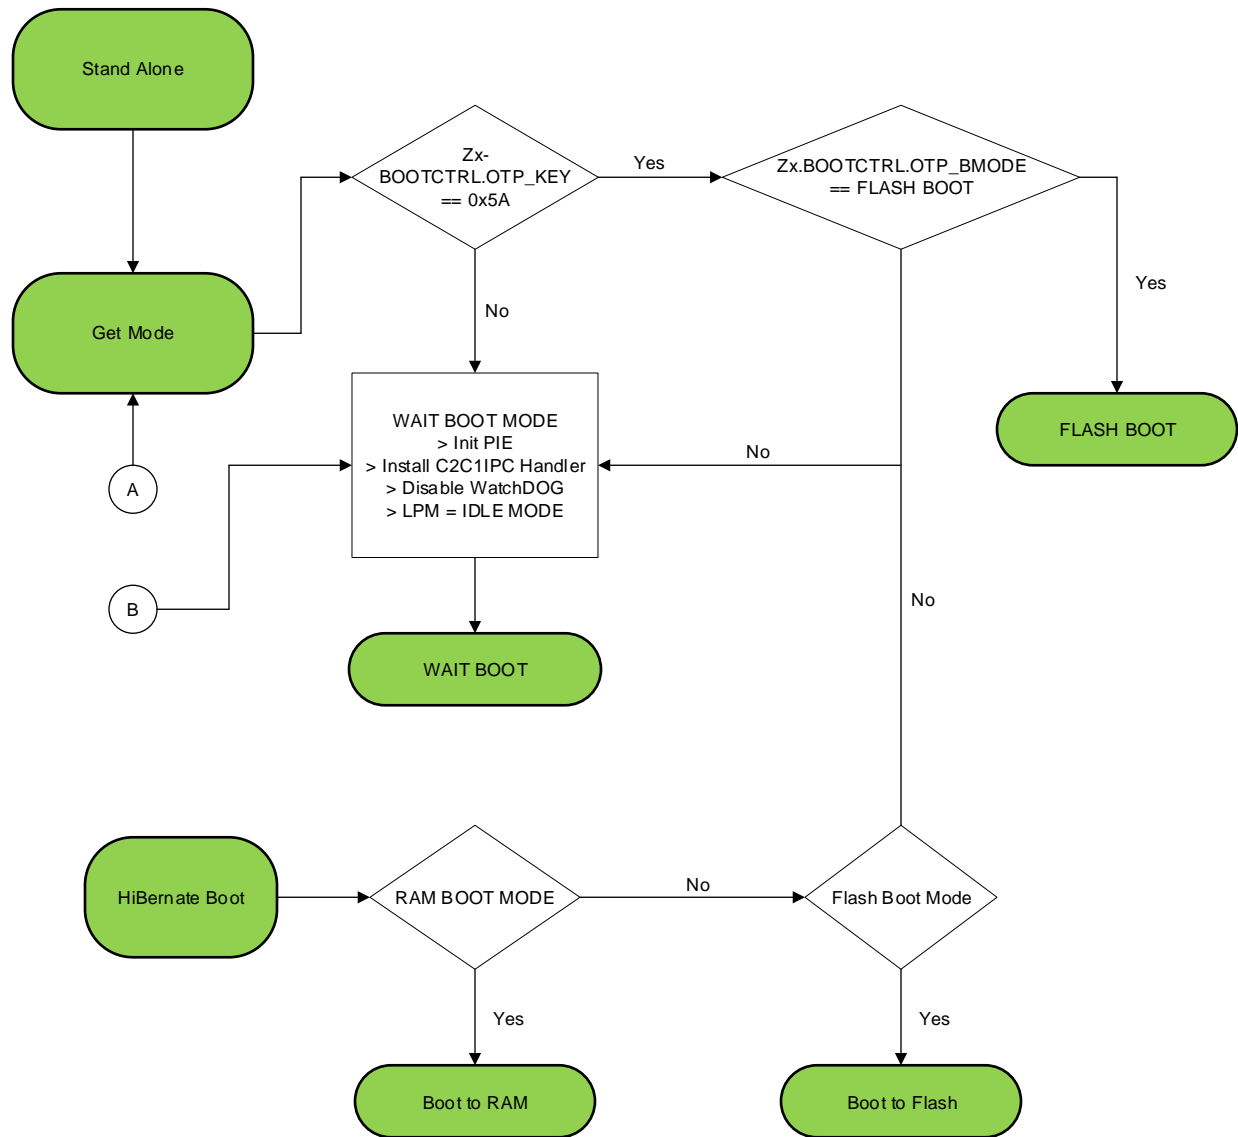 Stand Alone
Zx-
BOOTCTRL.OTP_KEY
== 0x5A
Yes
Zx.BOOTCTRL.OTP_BMODE
== FLASH BOOT
Yes
No
Get Mode
WAIT BOOT MODE
> Init PIE
> Install C2C1IPC Handler
> Disable WatchDOG
> LPM = IDLE MODE
No
FLASH BOOT
A
B
No
WAIT BOOT
HiBernate Boot
RAM BOOT MODE
No
Flash Boot Mode
Yes
Yes
Boot to RAM
Boot to Flash